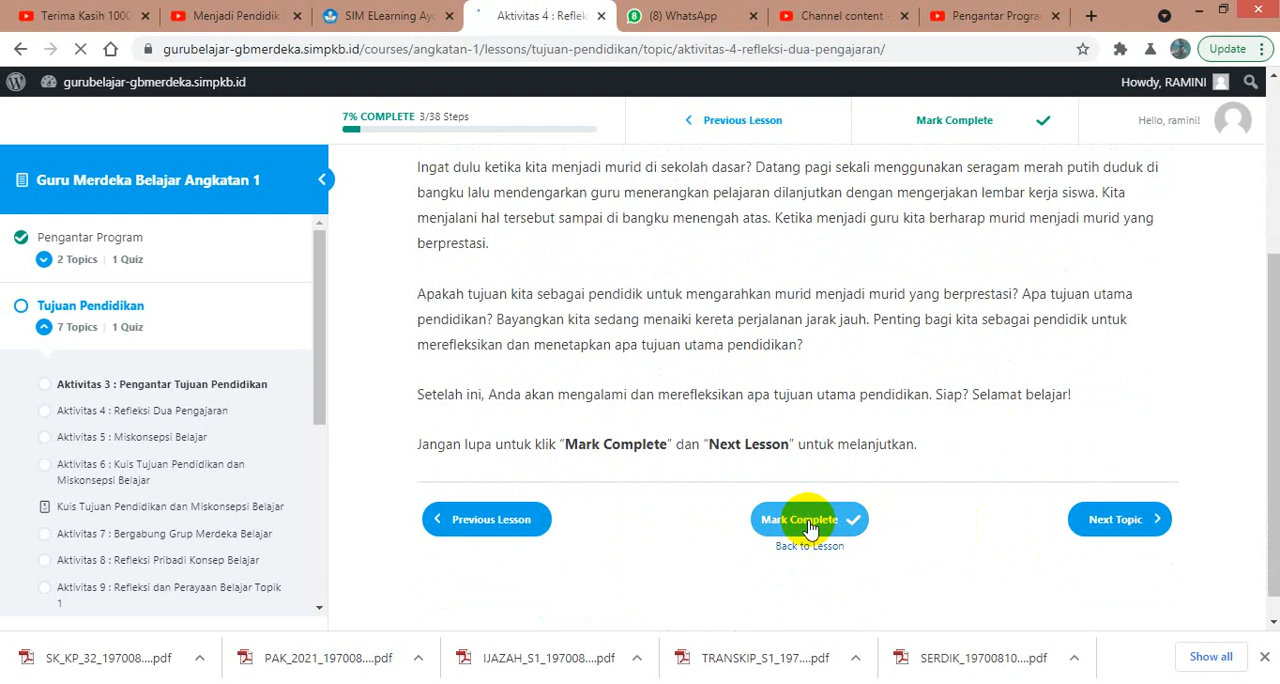 Terima Kasih 1000
Menjadi Pendidik
SIM ELearning Ay
Aktivitas 4 : Reflek
(8) WhatsApp
Channel content -
Pengantar Progra
gurubelajar-gbmerdeka.simpkb.id/courses/angkatan-1/lessons/tujuan-pendidikan/topic/aktivitas-4-refleksi-dua-pengajaran/
Update
gurubelajar-gbmerdeka.simpkb.id
Howdy, RAMINI
7% COMPLETE 3/38 Steps
Previous Lesson
Mark Complete
Hello, ramini!
Guru Merdeka Belajar Angkatan 1
Pengantar Program
2 Topics | 1 Quiz
Tujuan Pendidikan
7 Topics | 1 Quiz
Aktivitas 3 : Pengantar Tujuan Pendidikan
Aktivitas 4 : Refleksi Dua Pengajaran
Aktivitas 5 : Miskonsepsi Belajar
Aktivitas 6 : Kuis Tujuan Pendidikan dan
Miskonsepsi Belajar
Kuis Tujuan Pendidikan dan Miskonsepsi Belajar
Aktivitas 7 : Bergabung Grup Merdeka Belajar
Aktivitas 8 : Refleksi Pribadi Konsep Belajar
Aktivitas 9 : Refleksi dan Perayaan Belajar Topik
1
Ingat dulu ketika kita menjadi murid di sekolah dasar? Datang pagi sekali menggunakan seragam merah putih duduk di
bangku lalu mendengarkan guru menerangkan pelajaran dilanjutkan dengan mengerjakan lembar kerja siswa. Kita
menjalani hal tersebut sampai di bangku menengah atas. Ketika menjadi guru kita berharap murid menjadi murid yang
berprestasi.
Apakah tujuan kita sebagai pendidik untuk mengarahkan murid menjadi murid yang berprestasi? Apa tujuan utama
pendidikan? Bayangkan kita sedang menaiki kereta perjalanan jarak jauh. Penting bagi kita sebagai pendidik untuk
merefleksikan dan menetapkan apa tujuan utama pendidikan?
Setelah ini, Anda akan mengalami dan merefleksikan apa tujuan utama pendidikan. Siap? Selamat belajar!
Jangan lupa untuk klik “Mark Complete” dan “Next Lesson” untuk melanjutkan.
Previous Lesson
Mark Complete
Next Topic
Back to Lesson
SK_KP_32_197008....pdf
PAK_2021_197008....pdf
IJAZAH_S1_197008....pdf
TRANSKIP_S1_197....pdf
SERDIK_19700810....pdf
Show all